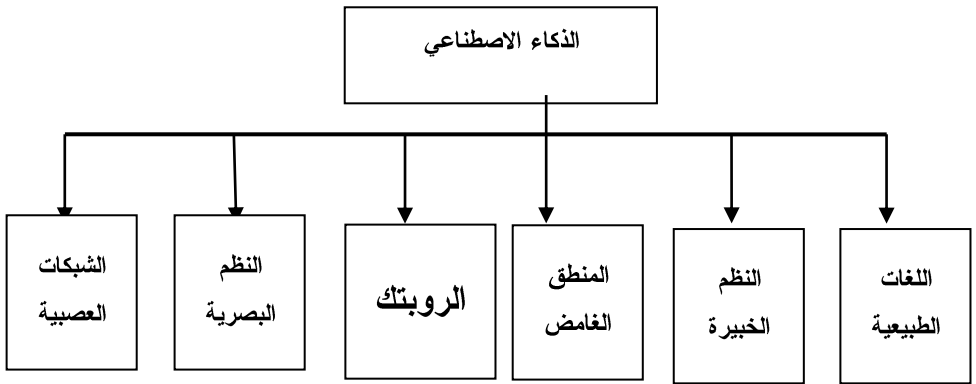 الذكاء الاصطناعي
اللغات
الطبيعية
النظم
الخبيرة
المنطق
الغامض
الروبتك
النظم
البصرية
الشبكات
العصبية